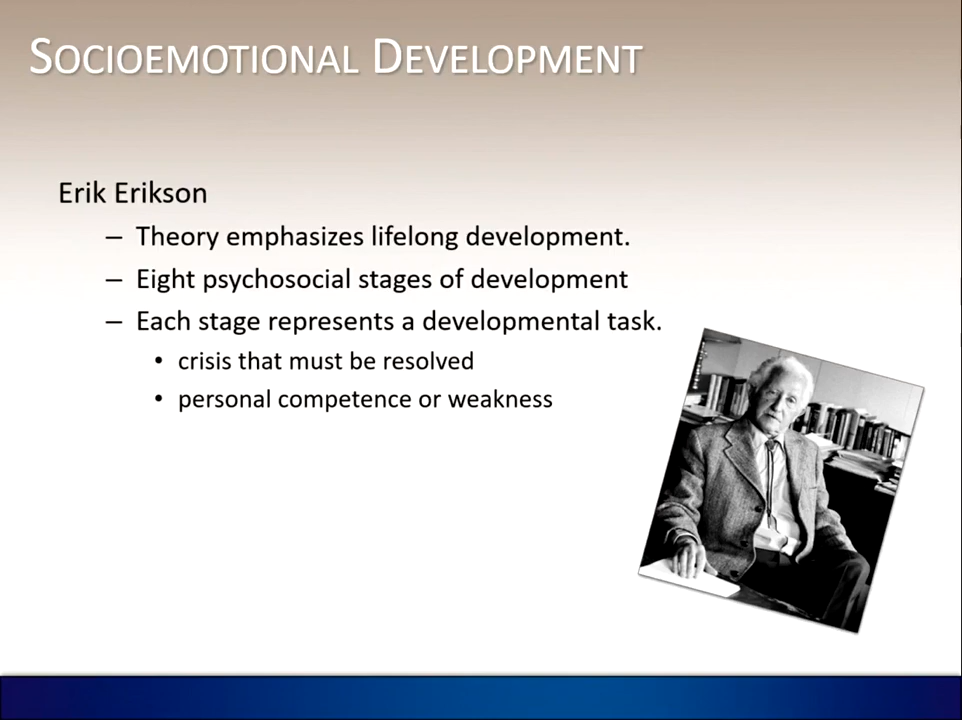 SOCIOEMOTIONAL DEVELOPMENT
Erik Erikson
– Theory emphasizes lifelong development.
– Eight psychosocial stages of development
– Each stage represents a developmental task.
• crisis that must be resolved
• personal competence or weakness